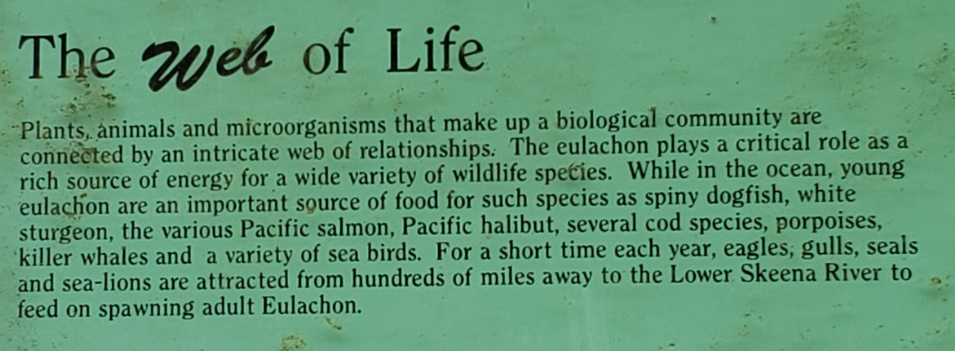 The Web of Life
Plants, animals and microorganisms that make up a biological community are
connected by an intricate web of relationships. The eulachon plays a critical role as a
rich source of energy for a wide variety of wildlife species. While in the ocean, young
eulachon are an important source of food for such species as spiny dogfish, white
sturgeon, the various Pacific salmon, Pacific halibut, several cod species, porpoises,
killer whales and a variety of sea birds. For a short time each year, eagles, gulls, seals
and sea-lions are attracted from hundreds of miles away to the Lower Skeena River to
feed on spawning adult Eulachon.